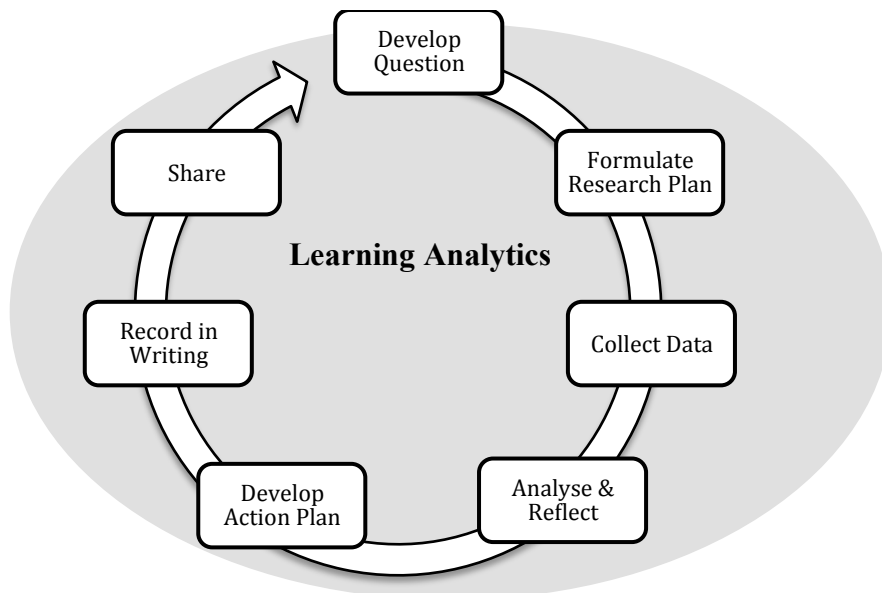 Develop
Question
Formulate
Research Plan
Collect Data
Analyse &
Reflect
Develop
Action Plan
Record in
Writing
Share
Learning Analytics